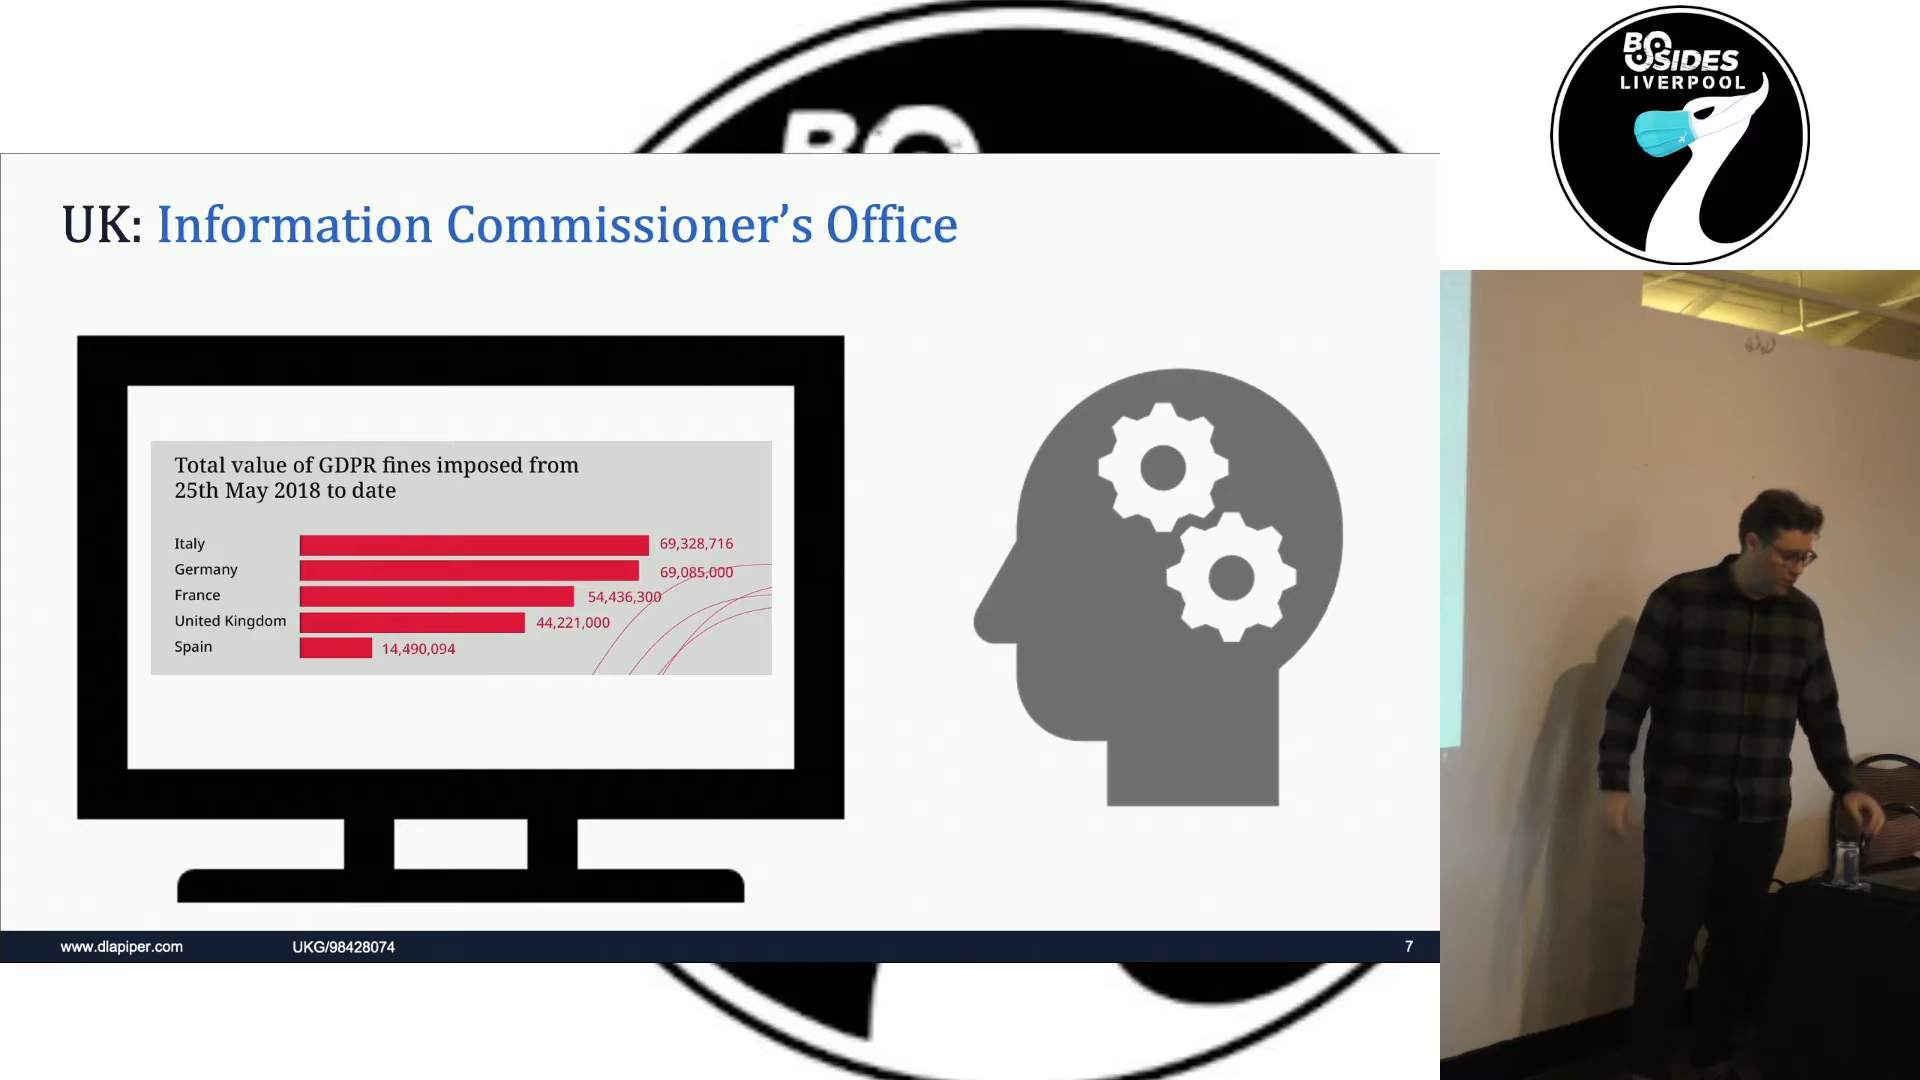 BSIDES
LIVERPOOL
UK: Information Commissioner’s Office
Total value of GDPR fines imposed from
25th May 2018 to date
Italy 69,328,716
Germany 69,085,000
France 54,436,300
United Kingdom 44,221,000
Spain 14,490,094
www.dlapiper.com UKG/98428074 7